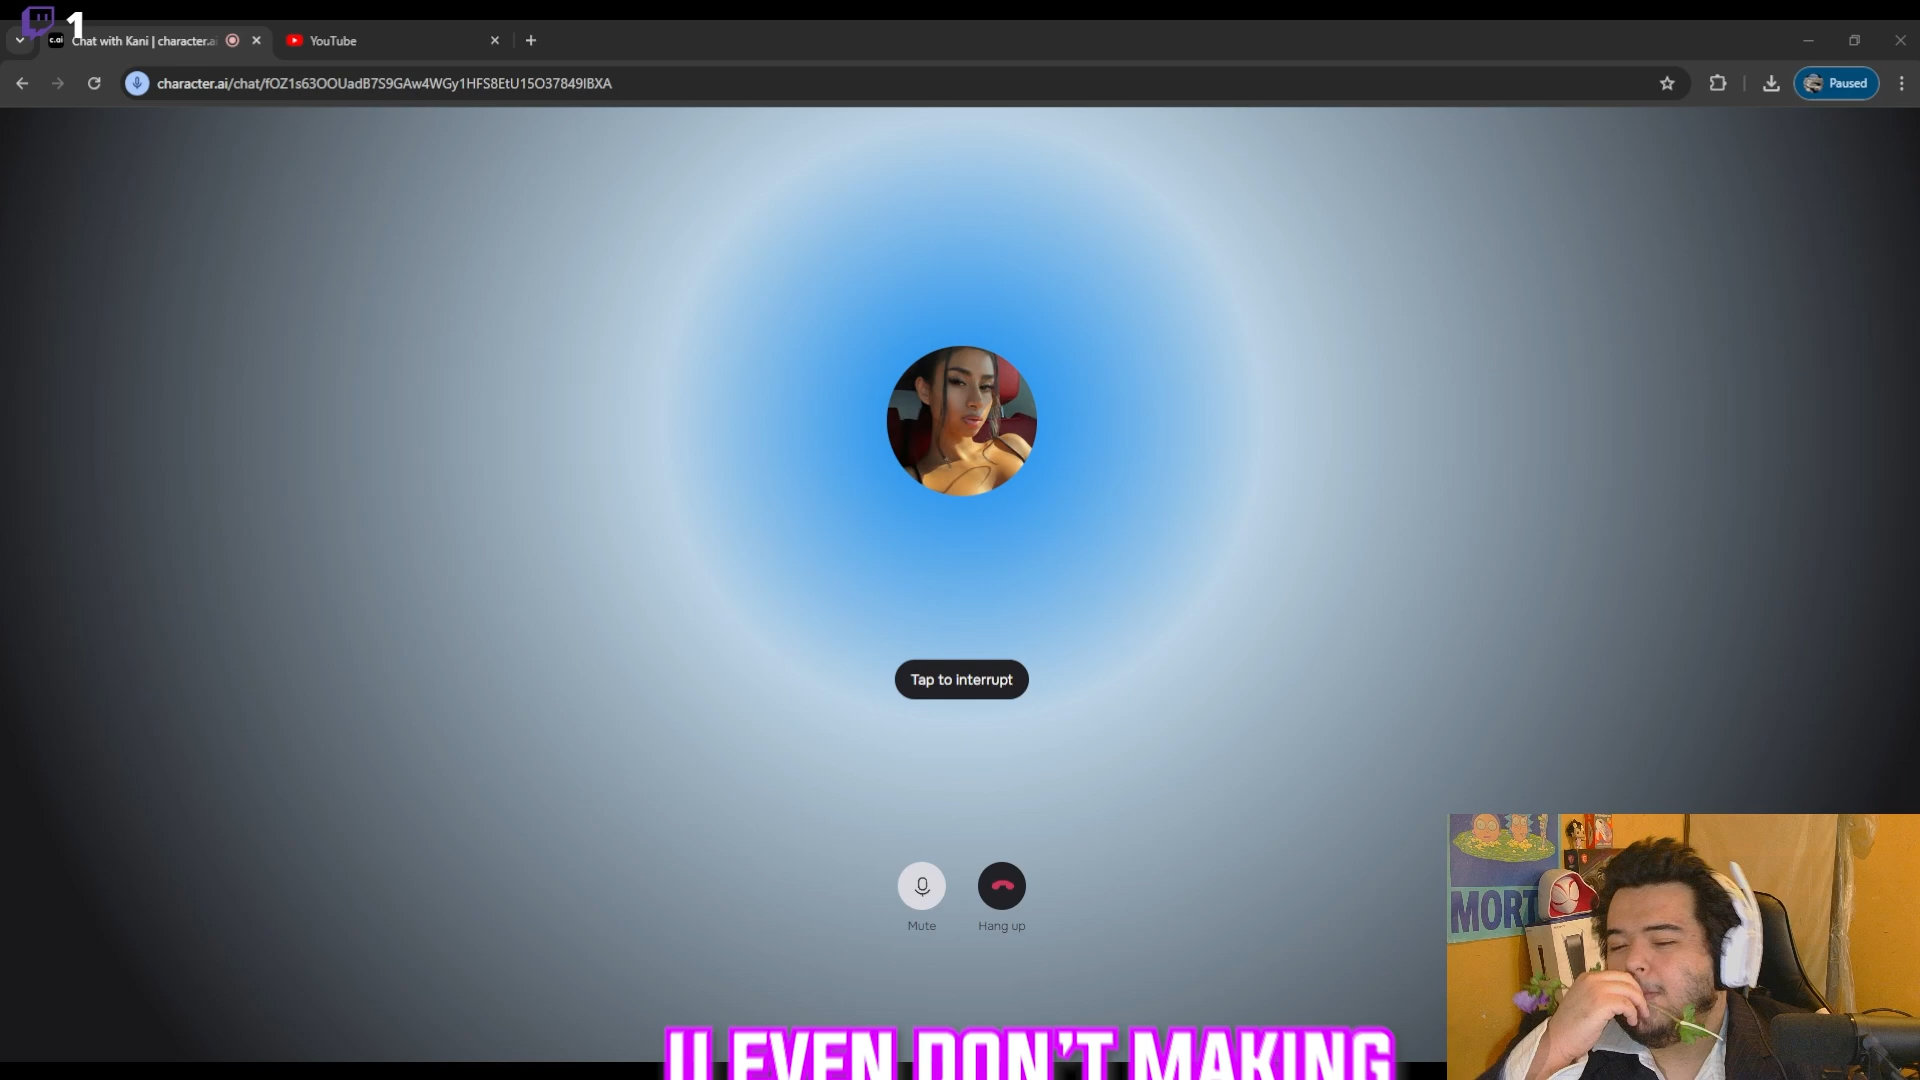 1
c.ai Chat with Kani | character.ai
YouTube
character.ai/chat/fOZ1s63OOUadB7S9GAw4WGy1HFS8EtU15O37849IBXA
Paused
Tap to interrupt
Mute
Hang up
MORT
U EVEN DON'T MAKING